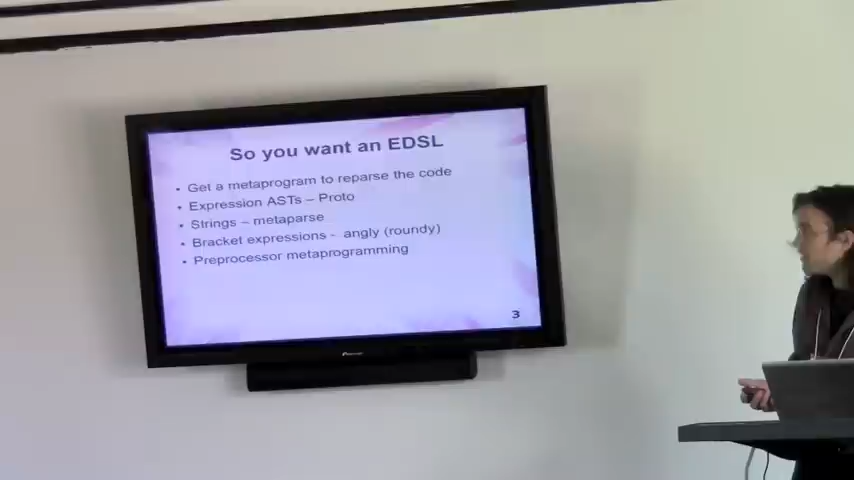 So you want an EDSL
• Get a metaprogram to reparse the code
• Expression ASTs – Proto
• Strings – metaparse
• Bracket expressions - angly (roundy)
• Preprocessor metaprogramming
3